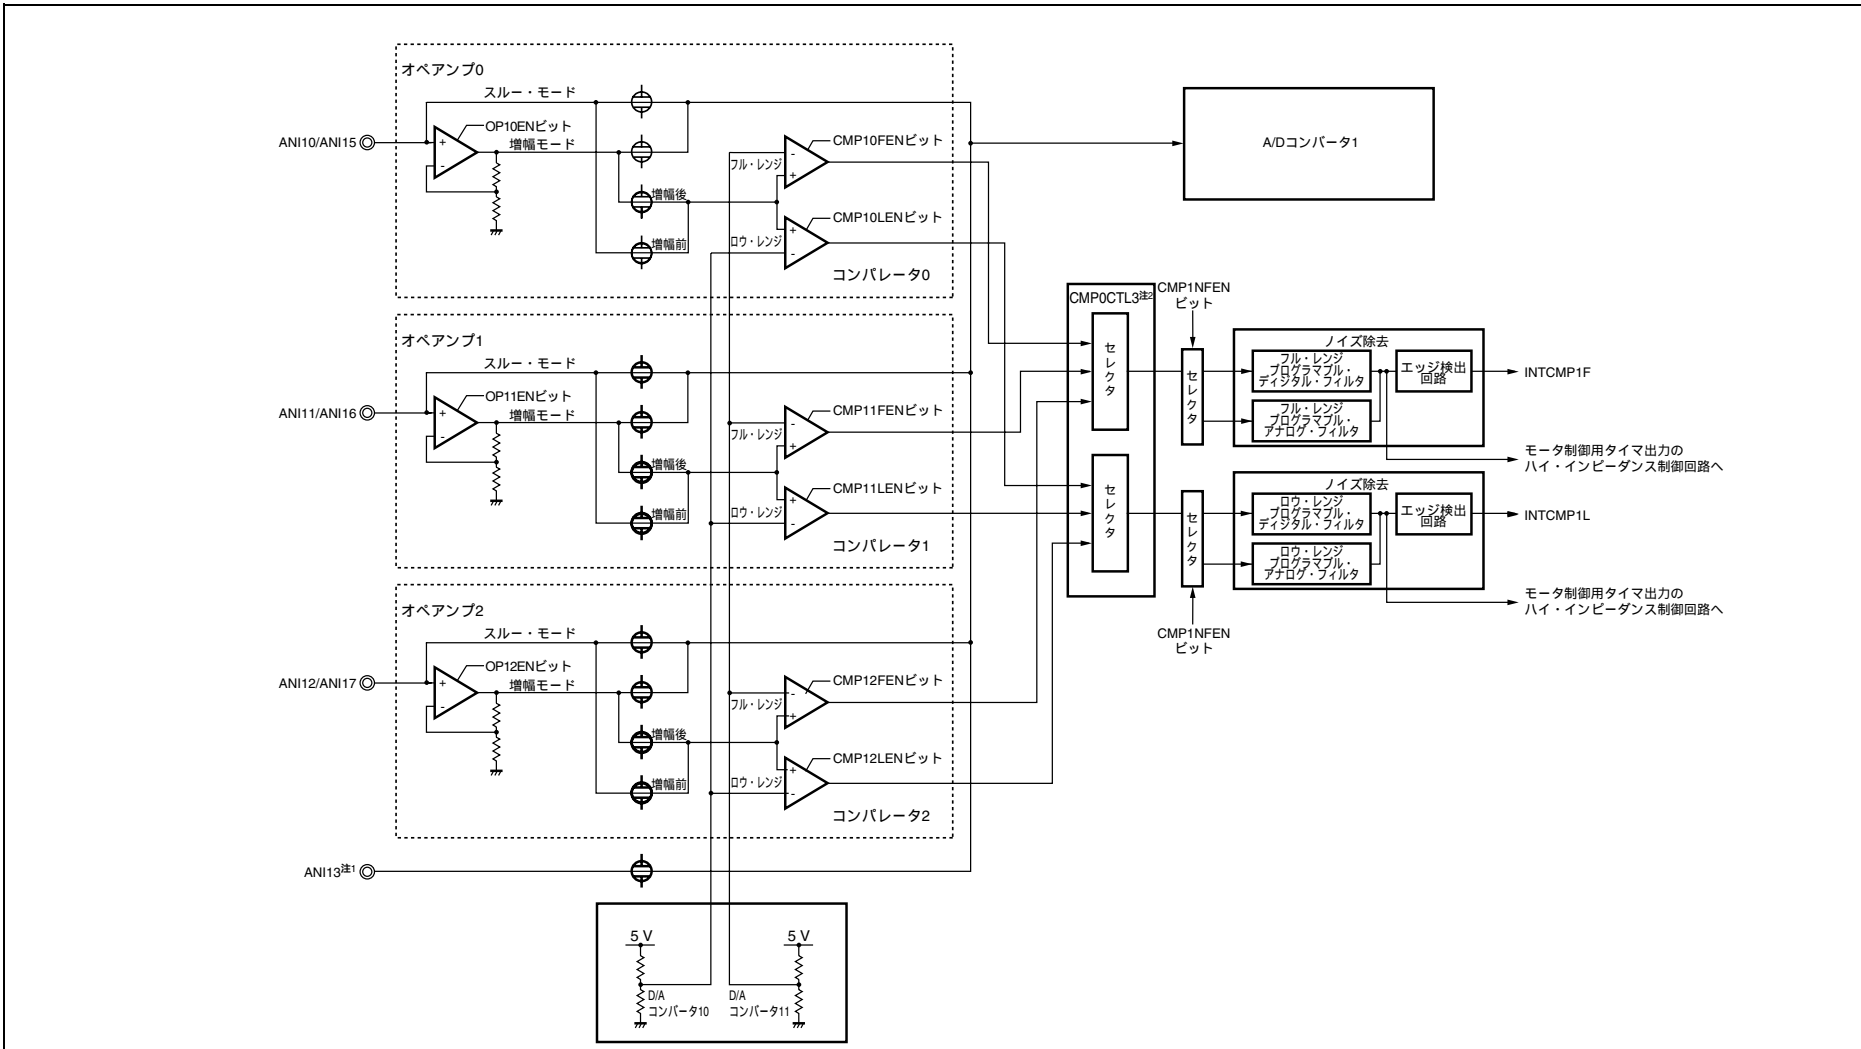 オペアンプ0
スルー・モード
OP10ENビット
増幅モード
ANI10/ANI15
+
-
増幅後
増幅前
CMP10FENビット
フル・レンジ
-
+
CMP10LENビット
ロウ・レンジ
+
-
コンパレータ0
A/Dコンバータ1
オペアンプ1
スルー・モード
OP11ENビット
増幅モード
ANI11/ANI16
+
-
増幅後
増幅前
CMP11FENビット
フル・レンジ
-
+
CMP11LENビット
ロウ・レンジ
+
-
コンパレータ1
オペアンプ2
スルー・モード
OP12ENビット
増幅モード
ANI12/ANI17
+
-
増幅後
増幅前
CMP12FENビット
フル・レンジ
-
+
CMP12LENビット
ロウ・レンジ
+
-
コンパレータ2
ANI13注1
5 V
D/A
コンバータ10
5 V
D/A
コンバータ11
CMP0CTL3注2
セレクタ
セレクタ
CMP1NFEN
ビット
セレクタ
ノイズ除去
フル・レンジ
プログラマブル・
ディジタル・フィルタ
エッジ検出
回路
INTCMP1F
フル・レンジ
プログラマブル・
アナログ・フィルタ
モータ制御用タイマ出力の
ハイ・インピーダンス制御回路へ
セレクタ
ノイズ除去
ロウ・レンジ
プログラマブル・
ディジタル・フィルタ
エッジ検出
回路
INTCMP1L
ロウ・レンジ
プログラマブル・
アナログ・フィルタ
モータ制御用タイマ出力の
ハイ・インピーダンス制御回路へ
CMP1NFEN
ビット